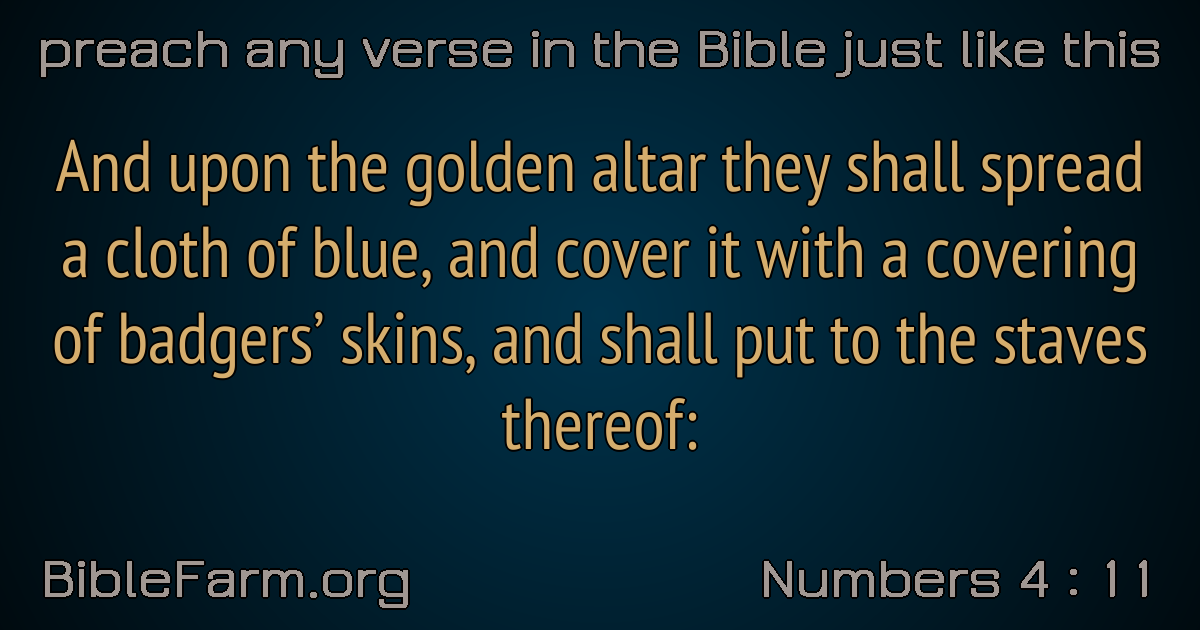 preach any verse in the Bible just like this
And upon the golden altar they shall spread
a cloth of blue, and cover it with a covering
of badgers’ skins, and shall put to the staves
thereof:
BibleFarm.org
Numbers 4 : 11